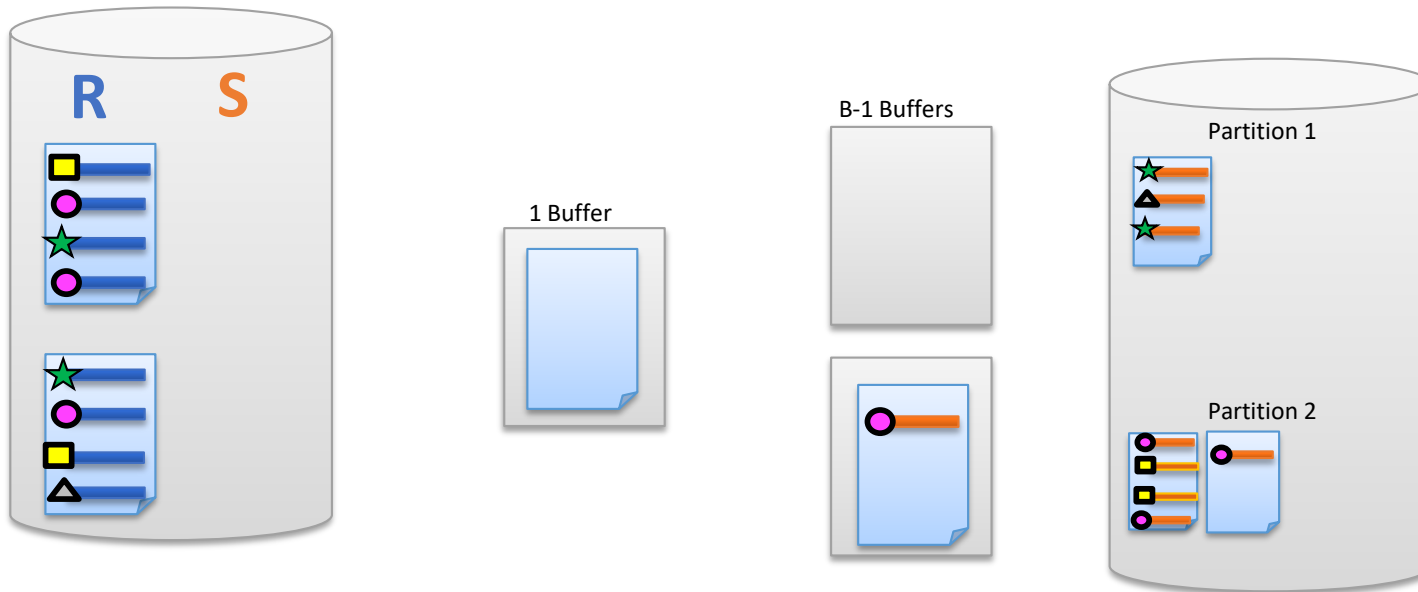 R S
B-1 Buffers
Partition 1
1 Buffer
Partition 2